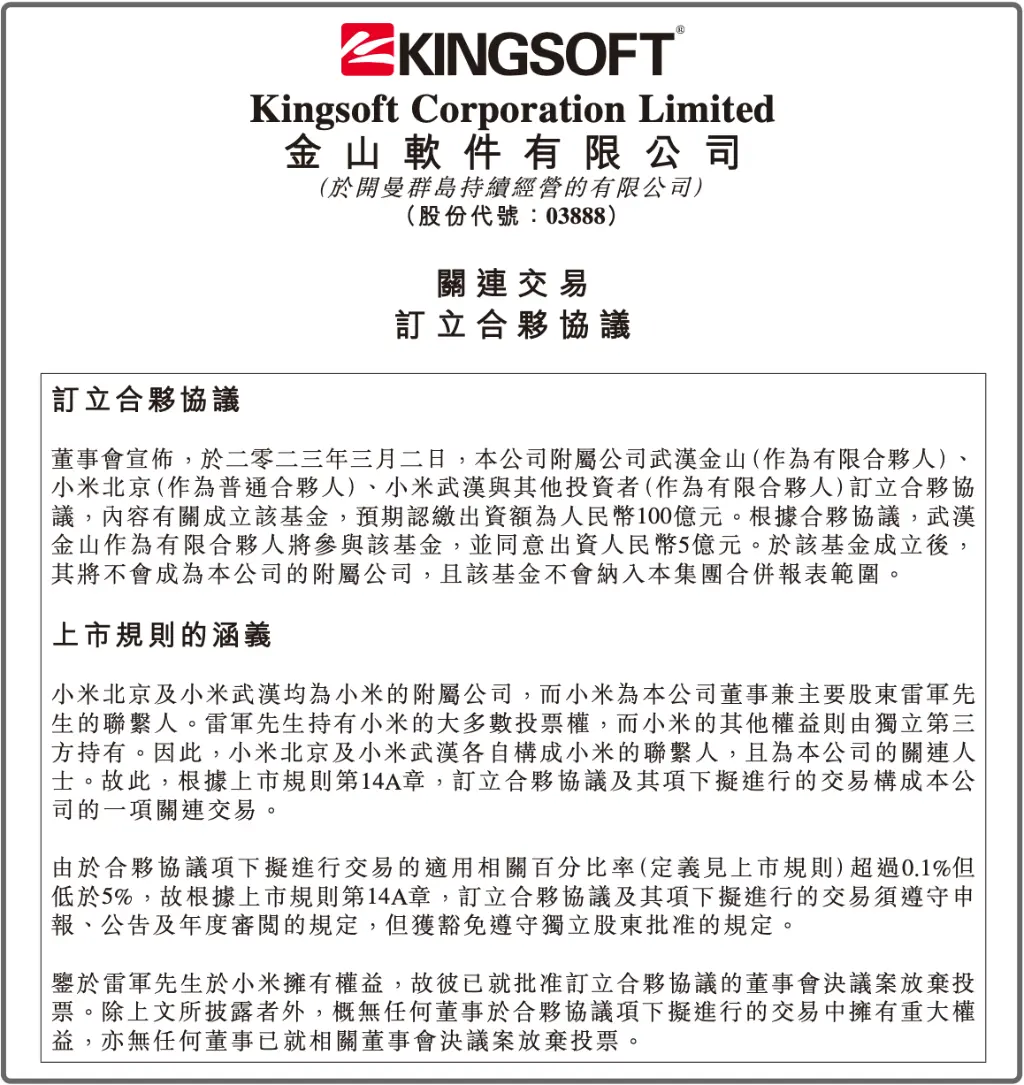 KINGSOFT®
Kingsoft Corporation Limited
金山軟件有限公司
(於開曼群島持續經營的有限公司)
(股份代號:03888)
關連交易
訂立合夥協議
訂立合夥協議
董事會宣佈,於二零二三年三月二日,本公司附屬公司武漢金山(作為有限合夥人)、
小米北京(作為普通合夥人)、小米武漢與其他投資者(作為有限合夥人)訂立合夥協
議,內容有關成立該基金,預期認繳出資額為人民幣100億元。根據合夥協議,武漢
金山作為有限合夥人將參與該基金,並同意出資人民幣5億元。於該基金成立後,
其將不會成為本公司的附屬公司,且該基金不會納入本集團合併報表範圍。
上市規則的涵義
小米北京及小米武漢均為小米的附屬公司,而小米為本公司董事兼主要股東雷軍先
生的聯繫人。雷軍先生持有小米的大多數投票權,而小米的其他權益則由獨立第三
方持有。因此,小米北京及小米武漢各自構成小米的聯繫人,且為本公司的關連人
士。故此,根據上市規則第14A章,訂立合夥協議及其項下擬進行的交易構成本公
司的一項關連交易。
由於合夥協議項下擬進行交易的適用相關百分比率(定義見上市規則)超過0.1%但
低於5%,故根據上市規則第14A章,訂立合夥協議及其項下擬進行的交易須遵守申
報、公告及年度審閱的規定,但獲豁免遵守獨立股東批准的規定。
鑒於雷軍先生於小米擁有權益,故彼已就批准訂立合夥協議的董事會決議案放棄投
票。除上文所披露者外,概無任何董事於合夥協議項下擬進行的交易中擁有重大權
益,亦無任何董事已就相關董事會決議案放棄投票。